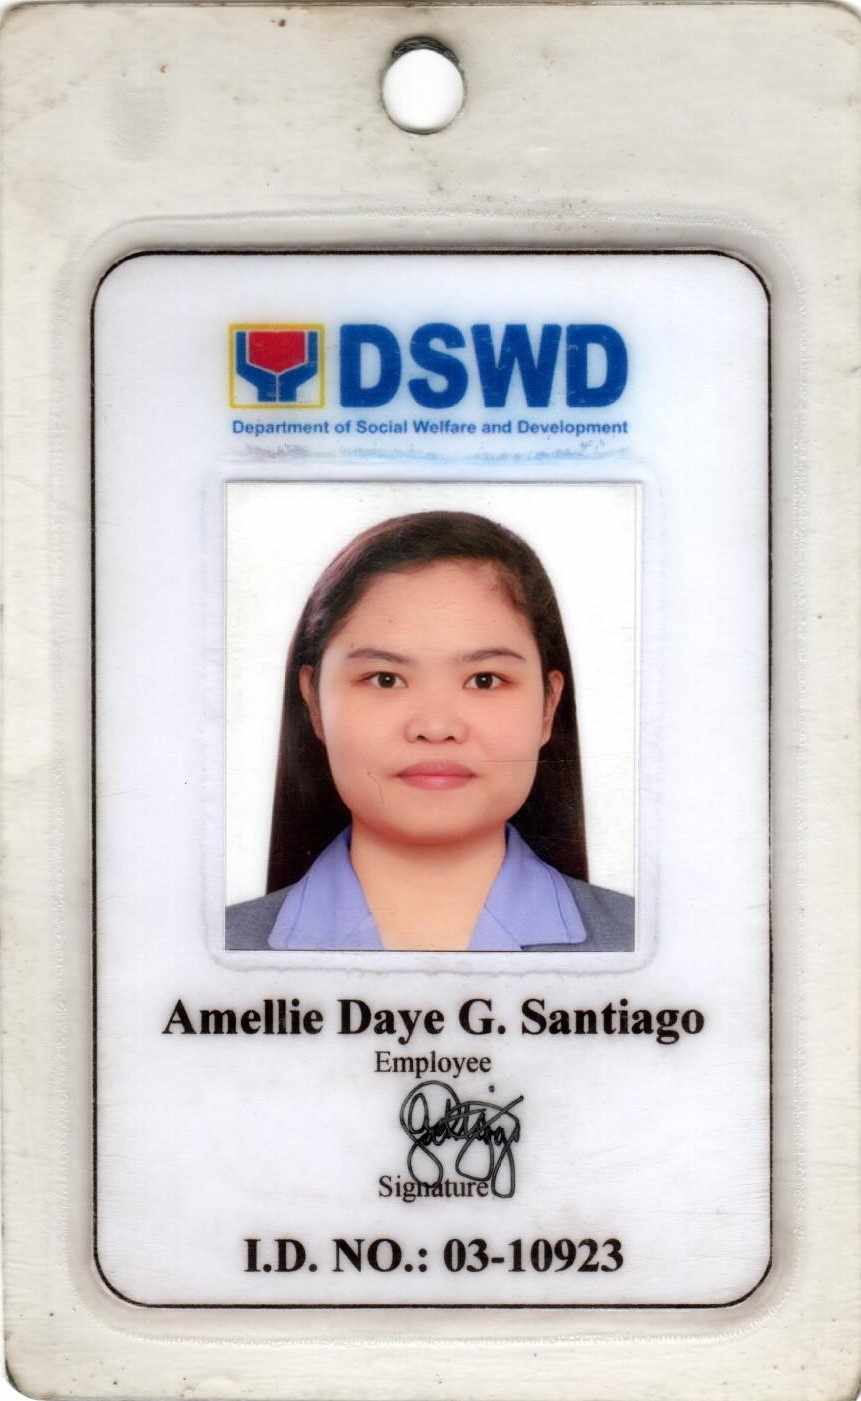 DSWD
Department of Social Welfare and Development
Amellie Daye G. Santiago
Employee
Signature
I.D. NO.: 03-10923